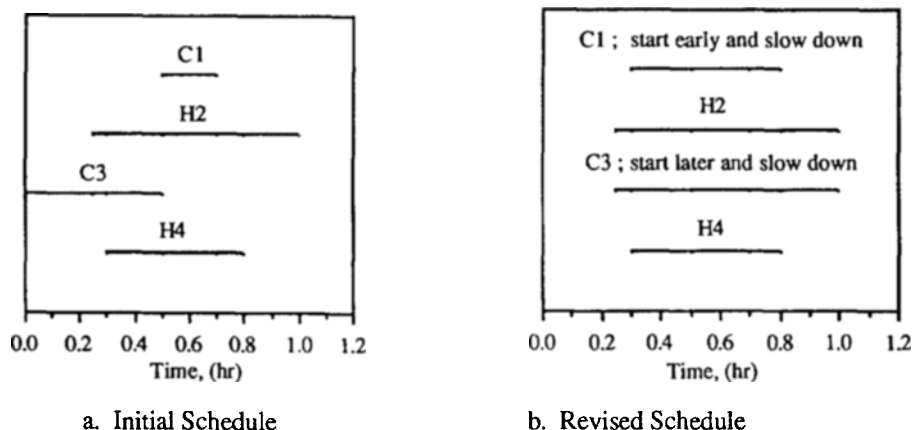 C1
H2
C3
H4
0.0 0.2 0.4 0.6 0.8 1.0 1.2
Time, (hr)
a. Initial Schedule
C1 ; start early and slow down
H2
C3 ; start later and slow down
H4
0.0 0.2 0.4 0.6 0.8 1.0 1.2
Time, (hr)
b. Revised Schedule